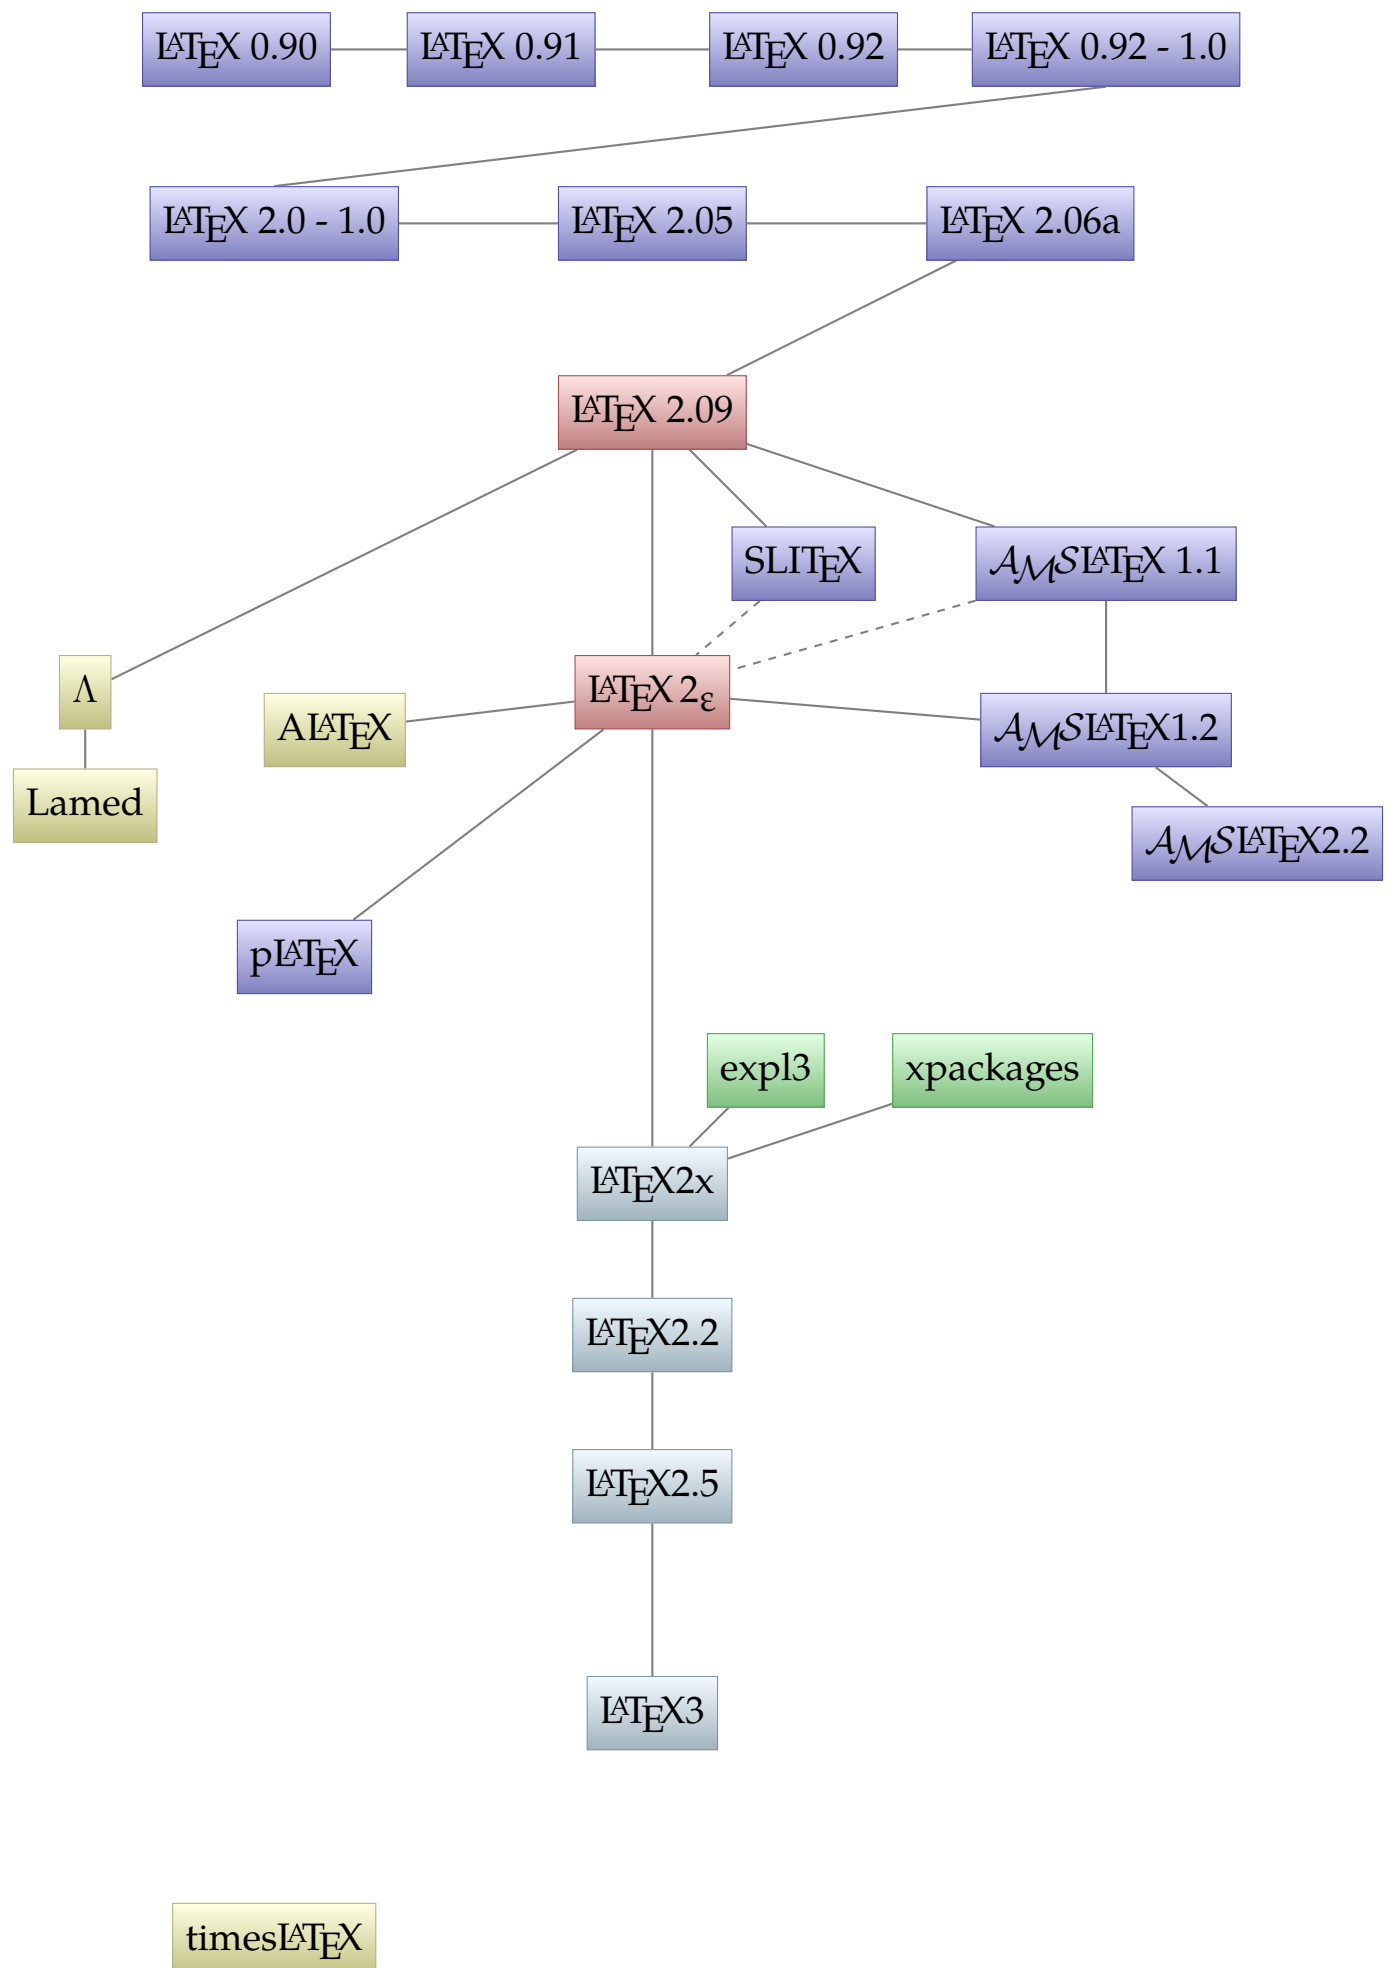 LATEX 0.90
LATEX 0.91
LATEX 0.92
LATEX 0.92 - 1.0
LATEX 2.0 - 1.0
LATEX 2.05
LATEX 2.06a
LATEX 2.09
SLITEX
AMSLATEX 1.1
Λ
LATEX 2ε
ALATEX
AMSLATEX1.2
Lamed
AMSLATEX2.2
pLATEX
expl3
xpackages
LATEX2x
LATEX2.2
LATEX2.5
LATEX3
timesLATEX